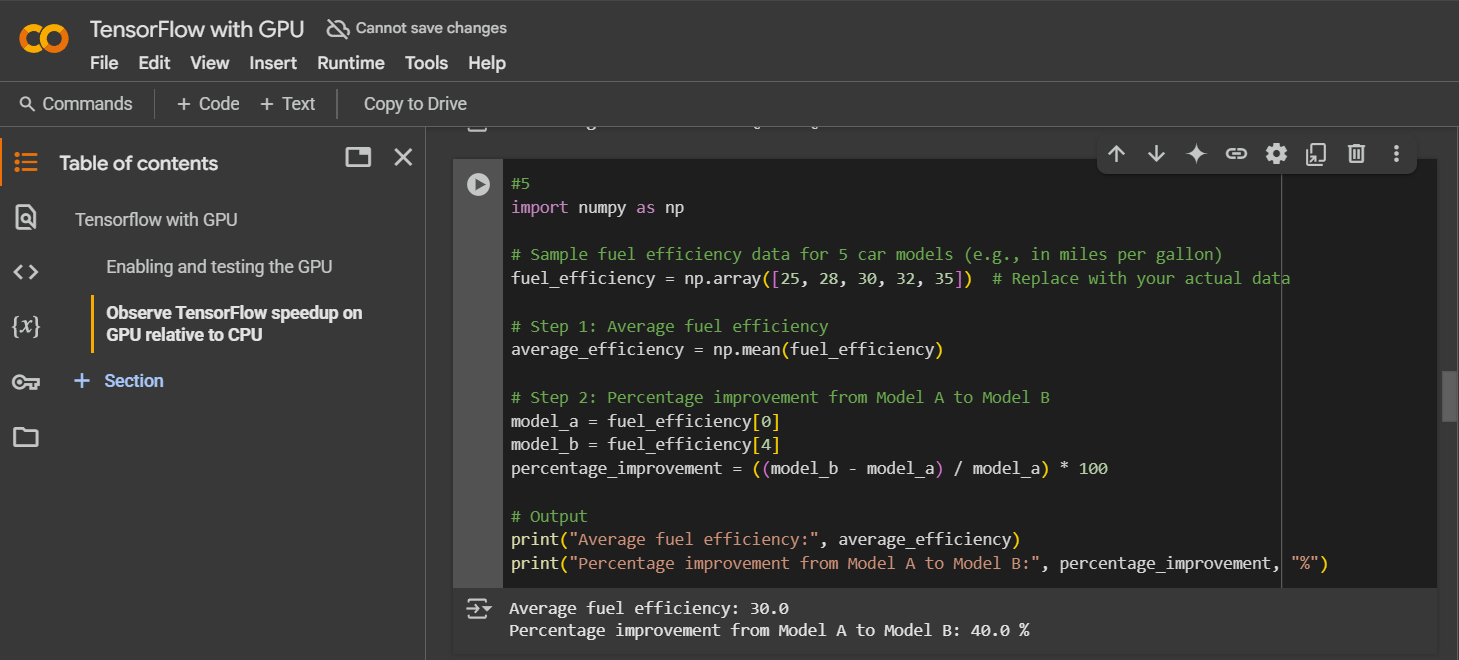 TensorFlow with GPU
Cannot save changes
File Edit View Insert Runtime Tools Help
Commands + Code + Text Copy to Drive
Table of contents
Tensorflow with GPU
Enabling and testing the GPU
Observe TensorFlow speedup on
GPU relative to CPU
+ Section
{x}
#5
import numpy as np
# Sample fuel efficiency data for 5 car models (e.g., in miles per gallon)
fuel_efficiency = np.array([25, 28, 30, 32, 35])  # Replace with your actual data
# Step 1: Average fuel efficiency
average_efficiency = np.mean(fuel_efficiency)
# Step 2: Percentage improvement from Model A to Model B
model_a = fuel_efficiency[0]
model_b = fuel_efficiency[4]
percentage_improvement = ((model_b - model_a) / model_a) * 100
# Output
print("Average fuel efficiency:", average_efficiency)
print("Percentage improvement from Model A to Model B:", percentage_improvement, "%")
Average fuel efficiency: 30.0
Percentage improvement from Model A to Model B: 40.0 %